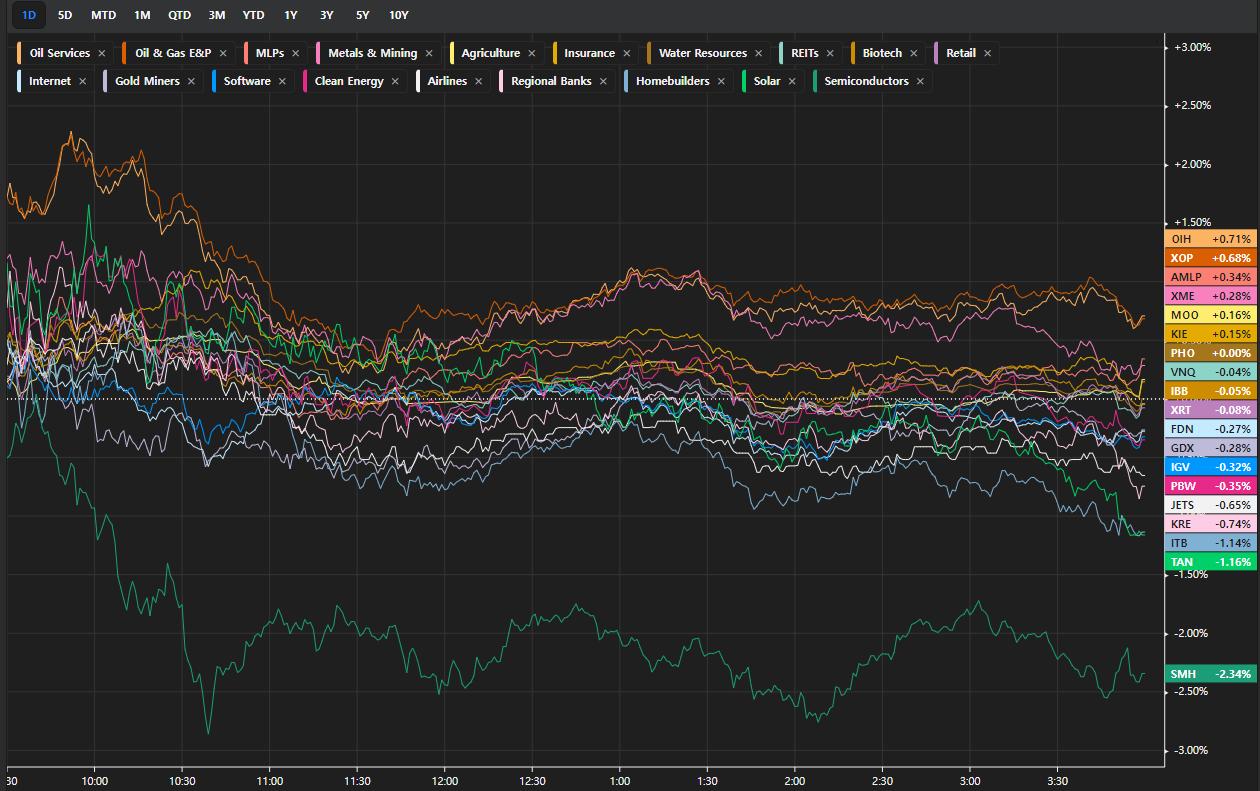 1D 5D MTD 1M QTD 3M YTD 1Y 3Y 5Y 10Y
Oil Services × Oil & Gas E&P × MLPs × Metals & Mining × Agriculture × Insurance × Water Resources × REITs × Biotech × Retail ×
Internet × Gold Miners × Software × Clean Energy × Airlines × Regional Banks × Homebuilders × Solar × Semiconductors ×
+3.00%
+2.50%
+2.00%
+1.50%
OIH +0.71%
XOP +0.68%
AMLP +0.34%
XME +0.28%
MOO +0.16%
KIE +0.15%
PHO +0.00%
VNQ -0.04%
IBB -0.05%
XRT -0.08%
FDN -0.27%
GDX -0.28%
IGV -0.32%
PBW -0.35%
JETS -0.65%
KRE -0.74%
ITB -1.14%
TAN -1.16%
-1.50%
-2.00%
SMH -2.34%
-2.50%
-3.00%
30 10:00 10:30 11:00 11:30 12:00 12:30 1:00 1:30 2:00 2:30 3:00 3:30